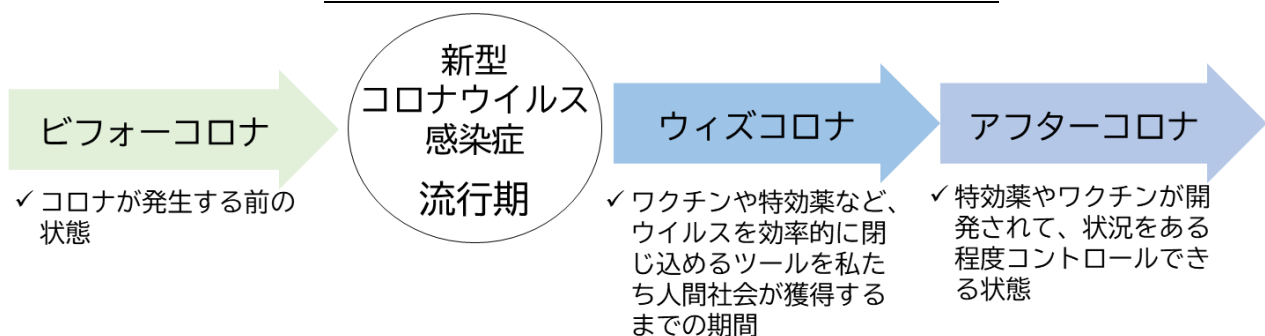 ビフォーコロナ
✓ コロナが発生する前の
状態
新型
コロナウイルス
感染症
流行期
ウィズコロナ
✓ ワクチンや特効薬など、
ウイルスを効率的に閉
じ込めるツールを私た
ち人間社会が獲得する
までの期間
アフターコロナ
✓ 特効薬やワクチンが開
発されて、状況をある
程度コントロールでき
る状態